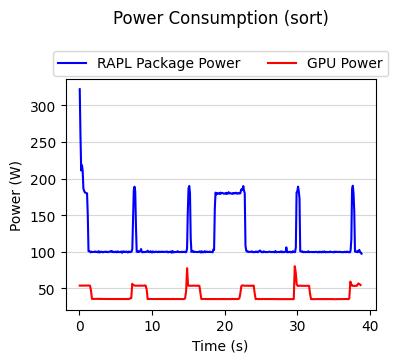 Power Consumption (sort)
RAPL Package Power
GPU Power
Power (W)
300
250
200
150
100
50
0
10
20
30
40
Time (s)